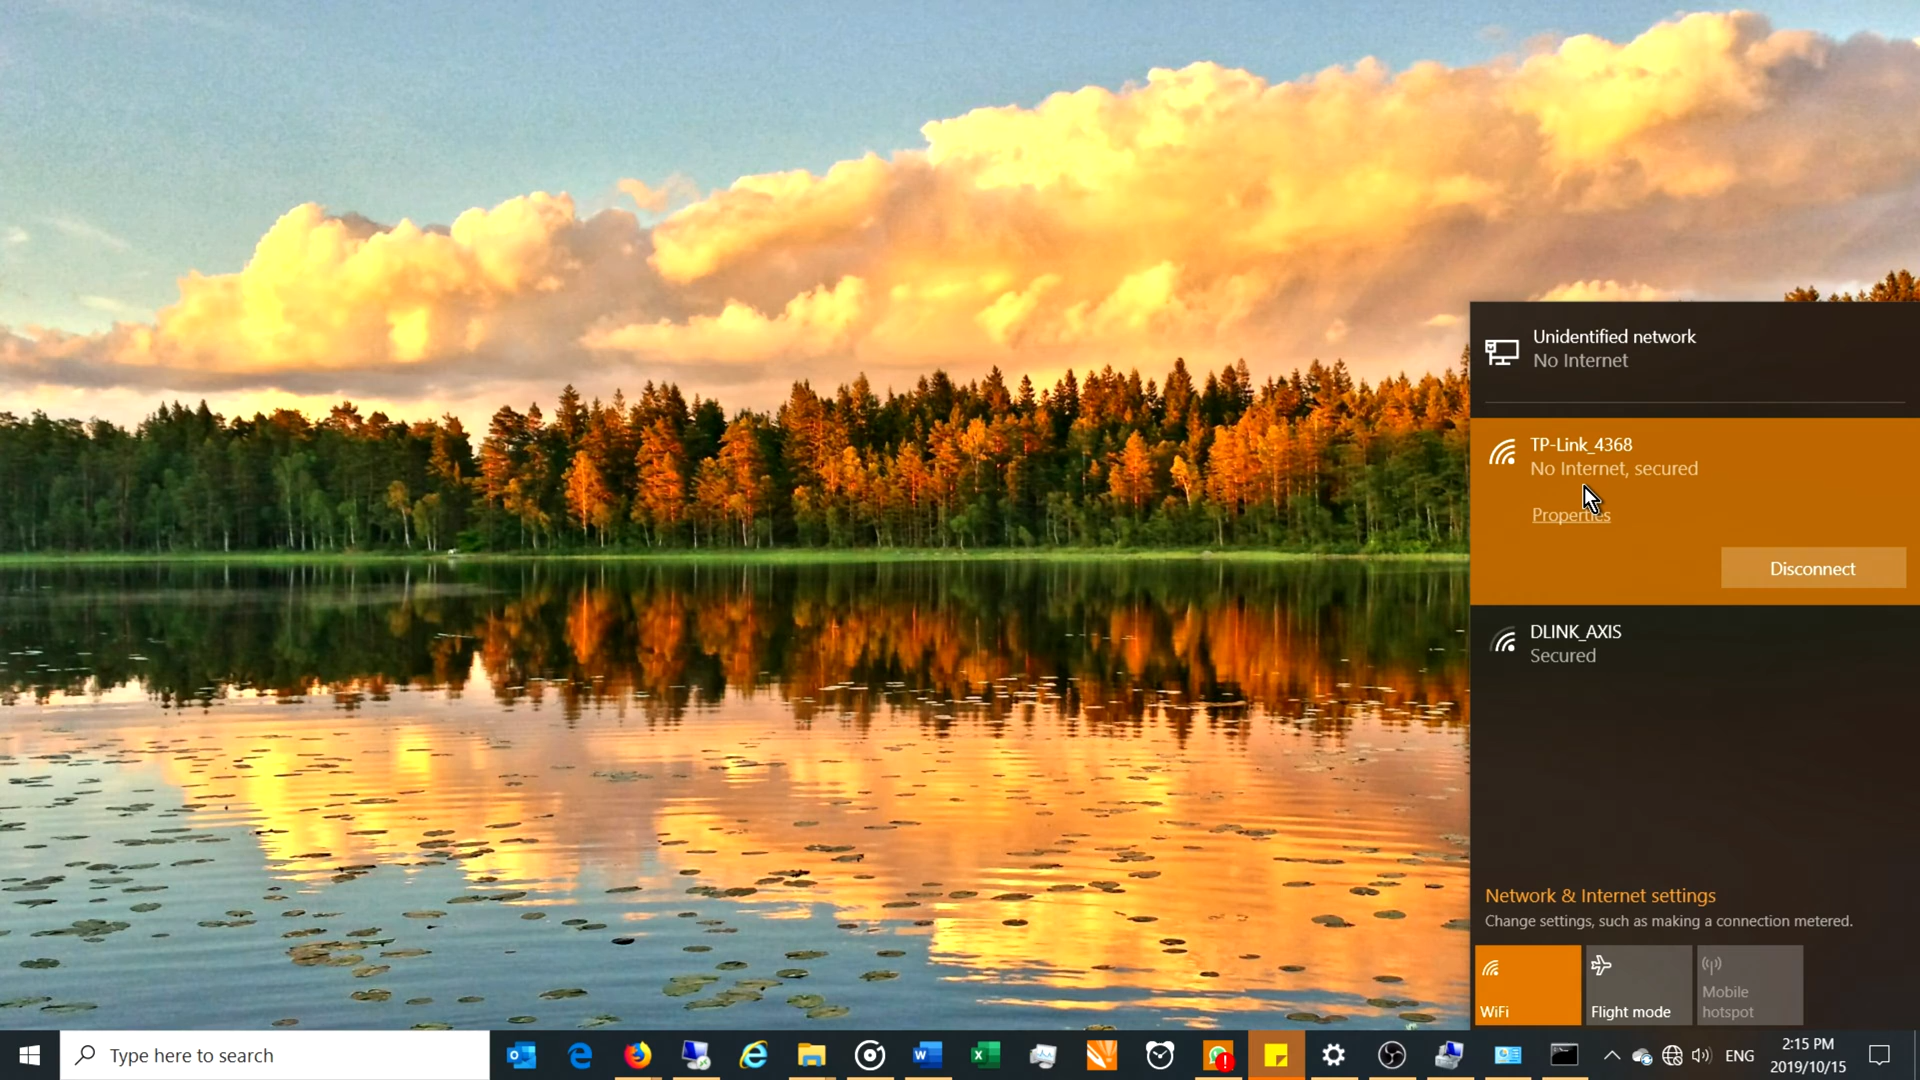 Unidentified network
No Internet
TP-Link_4368
No Internet, secured
Properties
Disconnect
DLINK_AXIS
Secured
Network & Internet settings
Change settings, such as making a connection metered.
WiFi
Flight mode
Mobile
hotspot
Type here to search
ENG
2:15 PM
2019/10/15